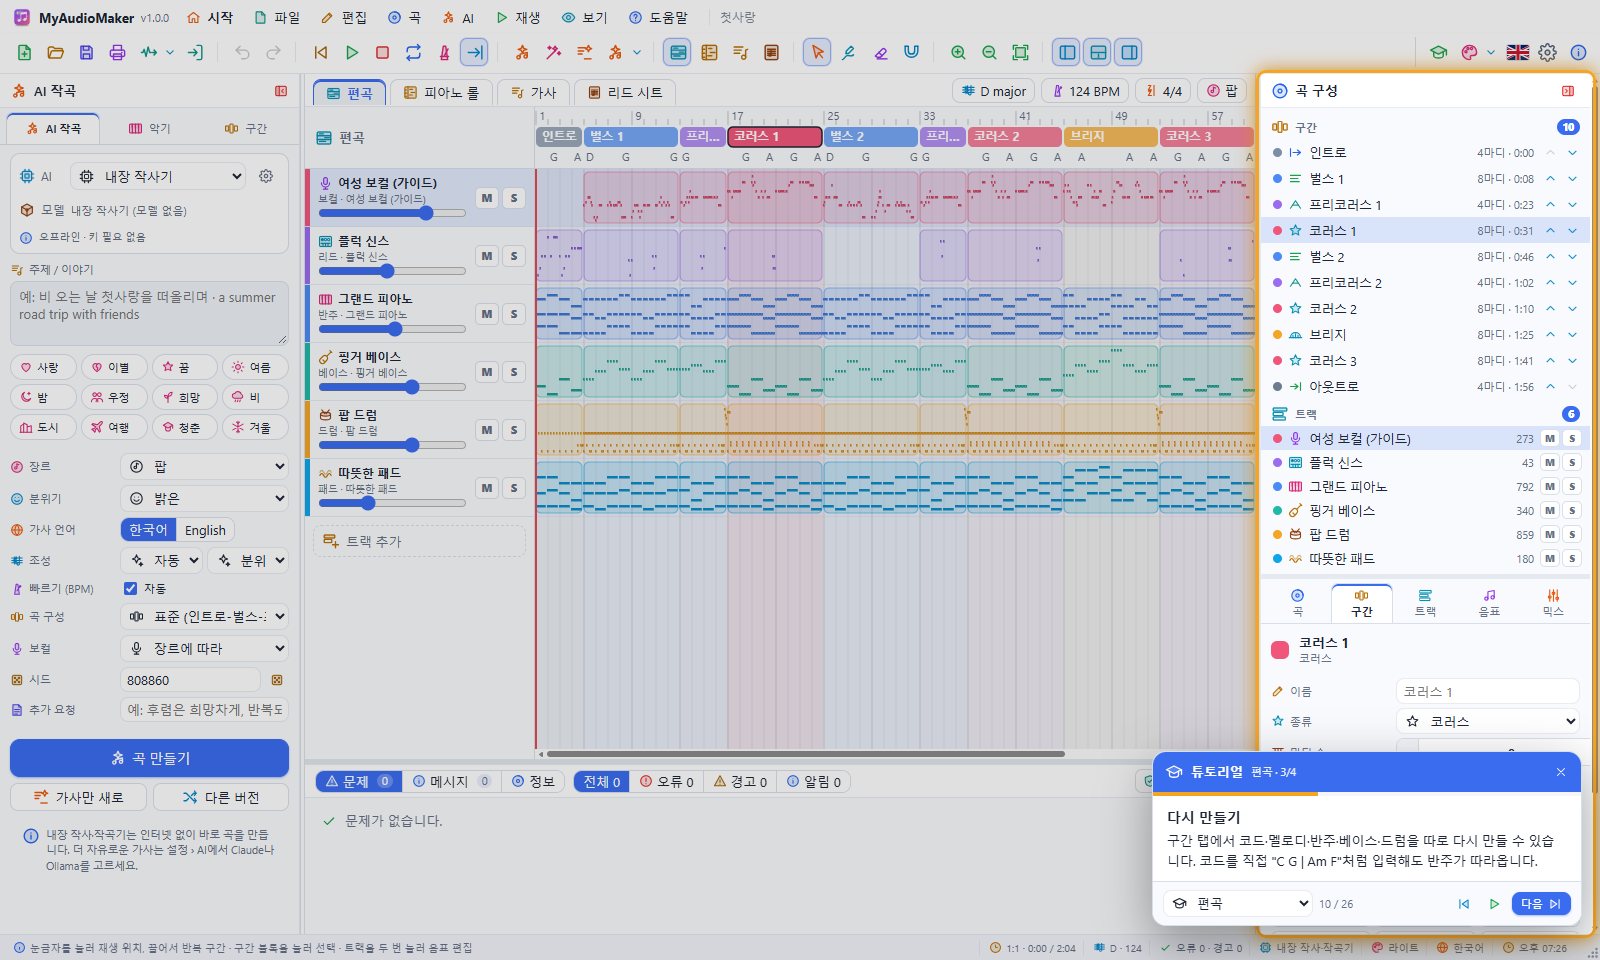 MyAudioMaker v1.0.0 시작 파일 편집 곡 AI 재생 보기 도움말 첫사랑
AI 작곡
AI 작곡 악기 구간
AI 내장 작사기
모델 내장 작사기 (모델 없음)
오프라인 · 키 필요 없음
주제 / 이야기
예: 비 오는 날 첫사랑을 떠올리며 · a summer
road trip with friends
사랑 이별 꿈 여름
밤 우정 희망 비
도시 여행 청춘 겨울
장르 팝
분위기 밝은
가사 언어 한국어 English
조성 자동 분위
빠르기 (BPM) 자동
곡 구성 표준 (인트로-벌스-
보컬 장르에 따라
시드 808860
추가 요청 예: 후렴은 희망차게, 반복도
곡 만들기
가사만 새로 다른 버전
내장 작사·작곡기는 인터넷 없이 바로 곡을 만듭
니다. 더 자유로운 가사는 설정 › AI에서 Claude나
Ollama를 고르세요.
편곡 피아노 롤 가사 리드 시트 D major 124 BPM 4/4 팝
편곡
1 9 17 25 33 41 49 57
인트로 벌스 1 프리... 코러스 1 벌스 2 프리... 코러스 2 브리지 코러스 3
G A D G G G A G A D G G G A G A A A G A G
여성 보컬 (가이드) M S
보컬 · 여성 보컬 (가이드)
플럭 신스 M S
리드 · 플럭 신스
그랜드 피아노 M S
반주 · 그랜드 피아노
핑거 베이스 M S
베이스 · 핑거 베이스
팝 드럼 M S
드럼 · 팝 드럼
따뜻한 패드 M S
패드 · 따뜻한 패드
트랙 추가
문제 0 메시지 0 정보 전체 0 오류 0 경고 0 알림 0
문제가 없습니다.
곡 구성
구간 10
인트로 4마디 · 0:00
벌스 1 8마디 · 0:08
프리코러스 1 4마디 · 0:23
코러스 1 8마디 · 0:31
벌스 2 8마디 · 0:46
프리코러스 2 4마디 · 1:02
코러스 2 8마디 · 1:10
브리지 8마디 · 1:25
코러스 3 8마디 · 1:41
아웃트로 4마디 · 1:56
트랙 6
여성 보컬 (가이드) 273 M S
플럭 신스 43 M S
그랜드 피아노 792 M S
핑거 베이스 340 M S
팝 드럼 859 M S
따뜻한 패드 180 M S
곡 구간 트랙 음표 믹스
코러스 1
코러스
이름 코러스 1
종류 코러스
튜토리얼 편곡 · 3/4
다시 만들기
구간 탭에서 코드·멜로디·반주·베이스·드럼을 따로 다시 만들 수 있습
니다. 코드를 직접 "C G | Am F"처럼 입력해도 반주가 따라옵니다.
편곡 10 / 26 다음
눈금자를 눌러 재생 위치, 끌어서 반복 구간 · 구간 블록을 눌러 선택 · 트랙을 두 번 눌러 음표 편집 1:1 · 0:00 / 2:04 D · 124 오류 0 · 경고 0 내장 작사·작곡기 라이트 한국어 오후 07:26